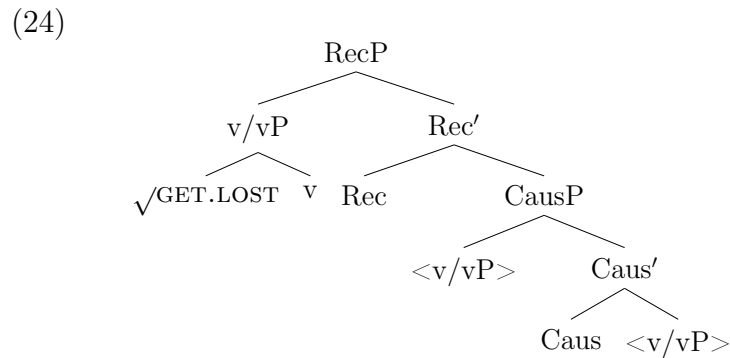 (24)
RecP
v/vP Rec′
√GET.LOST v Rec CausP
<v/vP> Caus′
Caus <v/vP>